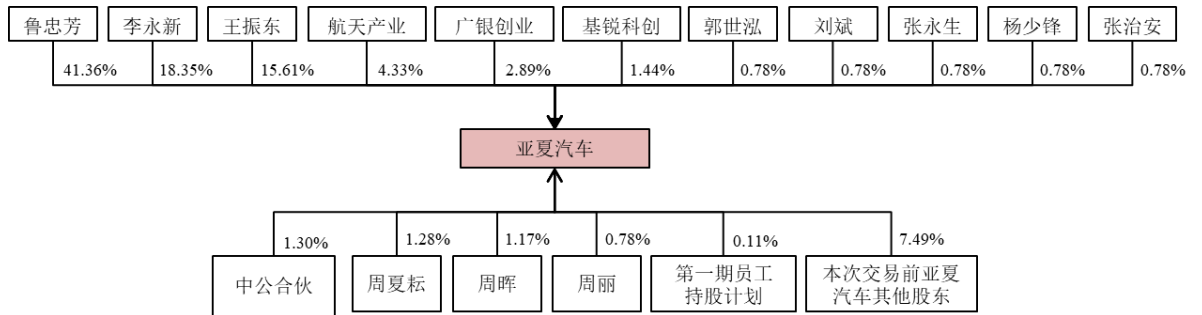 鲁忠芳
李永新
王振东
航天产业
广银创业
基锐科创
郭世泓
刘斌
张永生
杨少锋
张治安
41.36%
18.35%
15.61%
4.33%
2.89%
1.44%
0.78%
0.78%
0.78%
0.78%
0.78%
亚夏汽车
1.30%
1.28%
1.17%
0.78%
0.11%
7.49%
中公合伙
周夏耘
周晖
周丽
第一期员工
持股计划
本次交易前亚夏
汽车其他股东